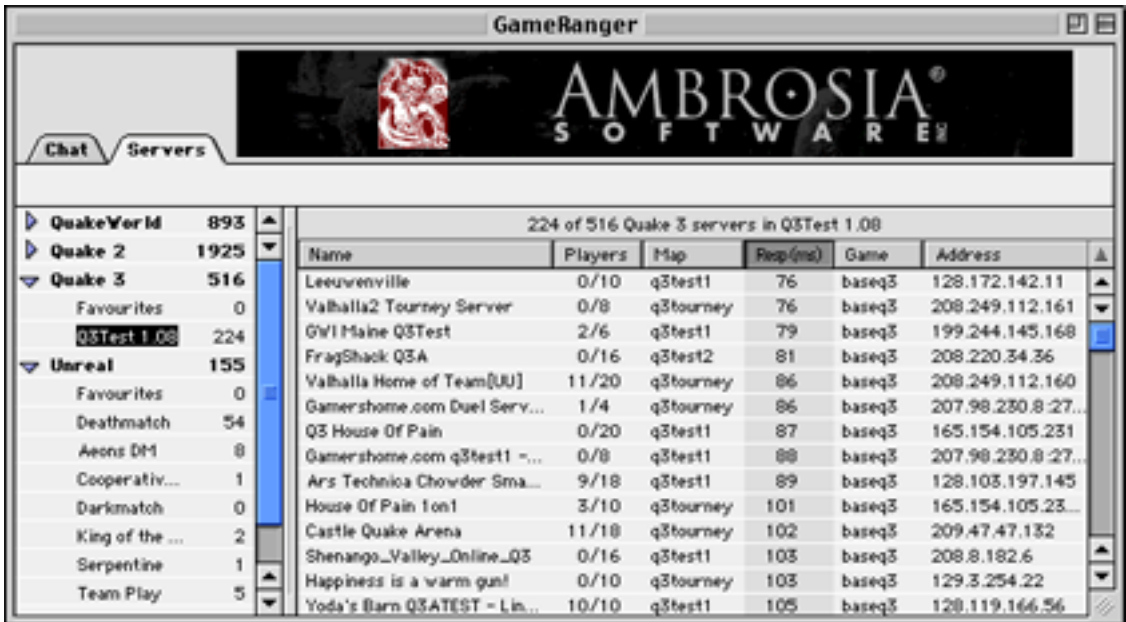 GameRanger
AMBROSIA®
SOFTWARE INC
Chat Servers
QuakeWorld 893
Quake 2 1925
Quake 3 516
Favourites 0
Q3Test 1.08 224
Unreal 155
Favourites 0
Deathmatch 54
Aeons DM 8
Cooperativ... 1
Darkmatch 0
King of the ... 2
Serpentine 1
Team Play 5
224 of 516 Quake 3 servers in Q3Test 1.08
Name Players Map Resp(ms) Game Address
Leeuwenville 0/10 q3test1 76 baseq3 128.172.142.11
Valhalla2 Tourney Server 0/8 q3tourney 76 baseq3 208.249.112.161
GWI Maine Q3Test 2/6 q3test1 79 baseq3 199.244.145.168
FragShack Q3A 0/16 q3test2 81 baseq3 208.220.34.36
Valhalla Home of Team[UU] 11/20 q3tourney 86 baseq3 208.249.112.160
Gamershome.com Duel Serv... 1/4 q3tourney 86 baseq3 207.98.230.8:27...
Q3 House Of Pain 0/20 q3test1 87 baseq3 165.154.105.231
Gamershome.com q3test1 -... 0/8 q3test1 88 baseq3 207.98.230.8:27...
Ars Technica Chowder Sma... 9/18 q3test1 89 baseq3 128.103.197.145
House Of Pain 1on1 3/10 q3tourney 101 baseq3 165.154.105.23...
Castle Quake Arena 11/18 q3tourney 102 baseq3 209.47.47.132
Shenango_Valley_Online_Q3 0/16 q3test1 103 baseq3 208.8.182.6
Happiness is a warm gun! 0/10 q3tourney 103 baseq3 129.3.254.22
Yoda's Barn Q3ATEST - Lin... 10/10 q3test1 105 baseq3 128.119.166.56